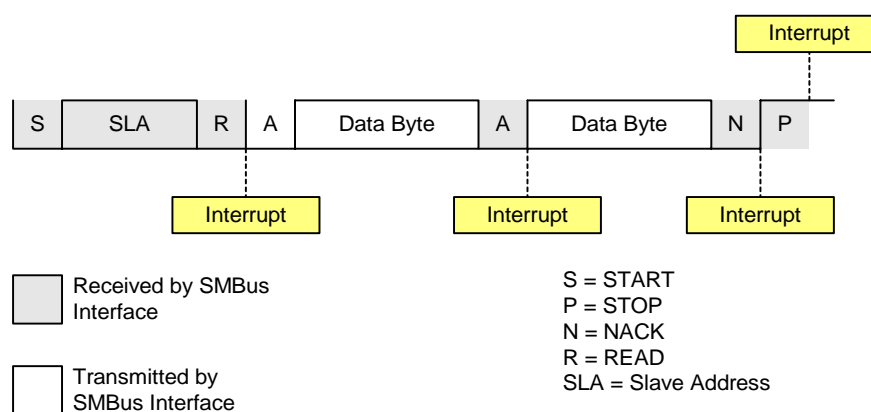 Interrupt
S SLA R A Data Byte A Data Byte N P
Interrupt Interrupt Interrupt
Received by SMBus
Interface
Transmitted by
SMBus Interface
S = START
P = STOP
N = NACK
R = READ
SLA = Slave Address